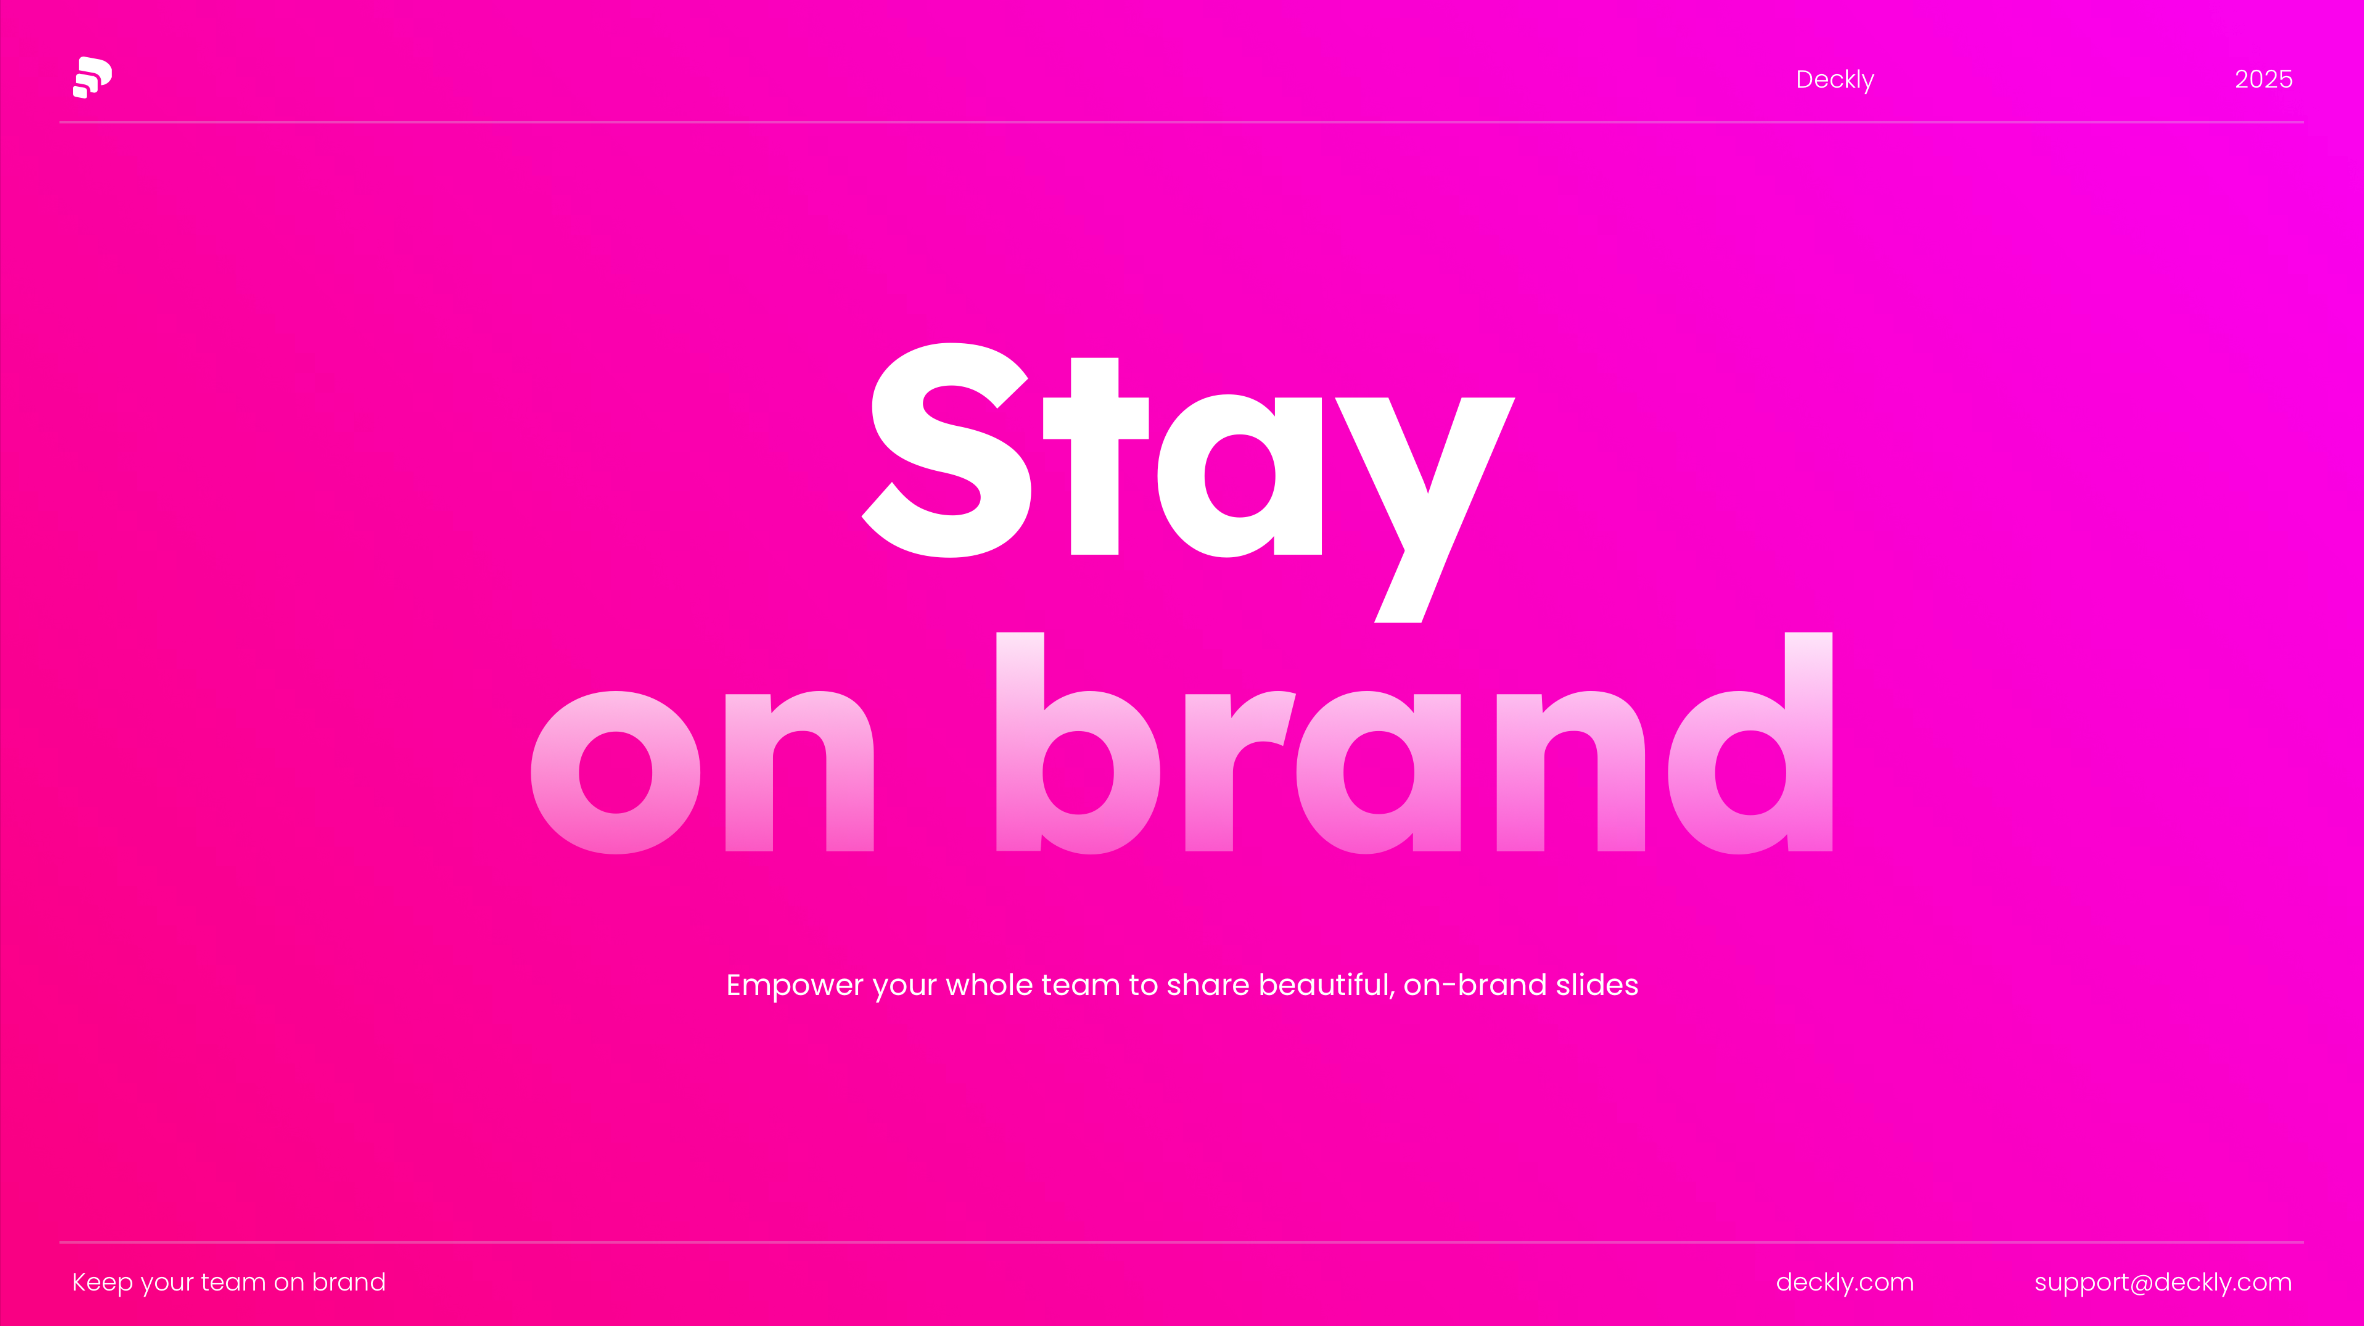 Deckly
2025
Stay
on brand
Empower your whole team to share beautiful, on-brand slides
Keep your team on brand
deckly.com
support@deckly.com